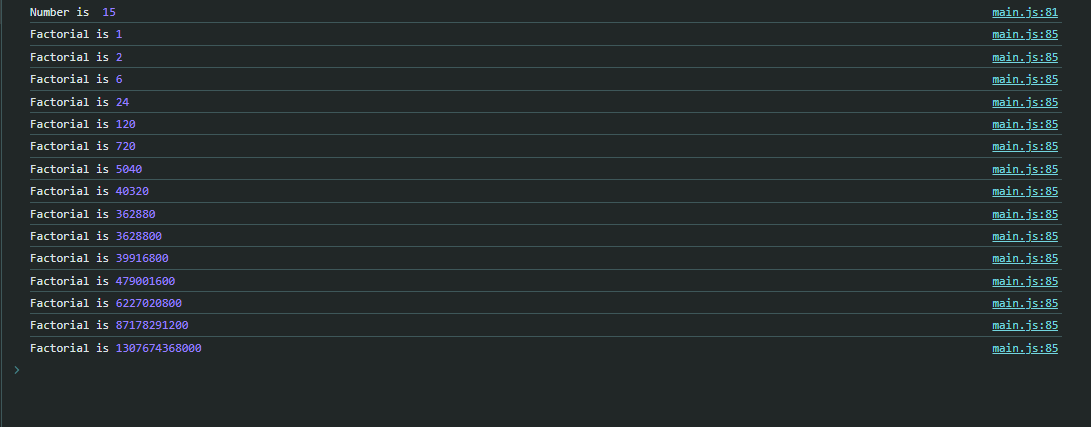 Number is  15 main.js:81
Factorial is 1 main.js:85
Factorial is 2 main.js:85
Factorial is 6 main.js:85
Factorial is 24 main.js:85
Factorial is 120 main.js:85
Factorial is 720 main.js:85
Factorial is 5040 main.js:85
Factorial is 40320 main.js:85
Factorial is 362880 main.js:85
Factorial is 3628800 main.js:85
Factorial is 39916800 main.js:85
Factorial is 479001600 main.js:85
Factorial is 6227020800 main.js:85
Factorial is 87178291200 main.js:85
Factorial is 1307674368000 main.js:85